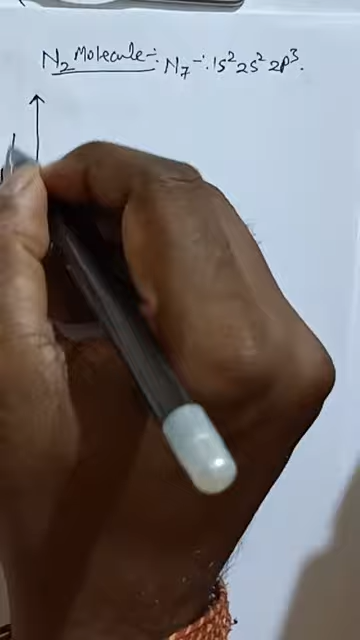 N₂ Molecule:- N₇ -: 1s² 2s² 2p³.